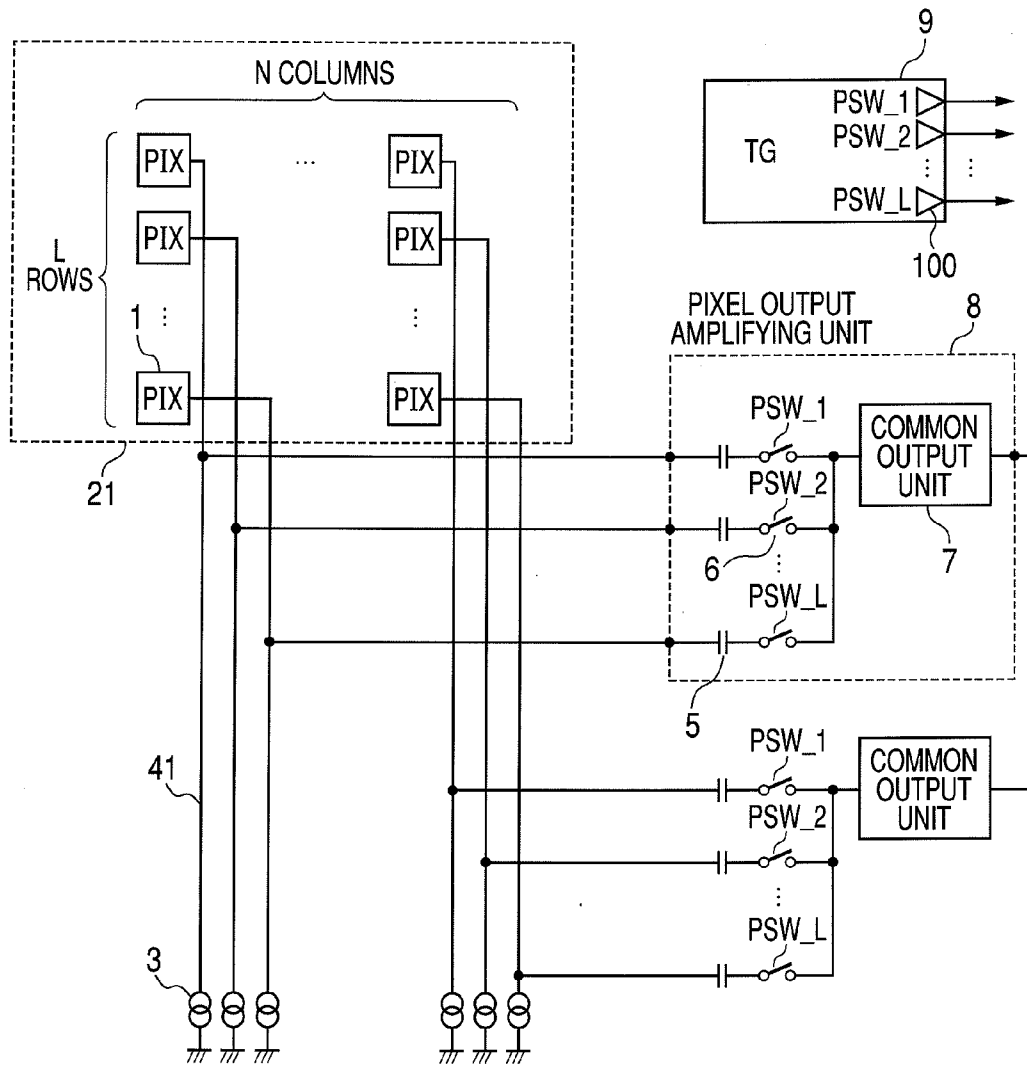 N COLUMNS
PIX
...
PIX
PIX
PIX
L
ROWS
1
⋮
⋮
PIX
PIX
21
9
TG
PSW_1
PSW_2
⋮
⋮
PSW_L
100
PIXEL OUTPUT
AMPLIFYING UNIT
8
PSW_1
COMMON
OUTPUT
UNIT
PSW_2
6
7
⋮
PSW_L
5
41
PSW_1
COMMON
OUTPUT
UNIT
PSW_2
⋮
PSW_L
3